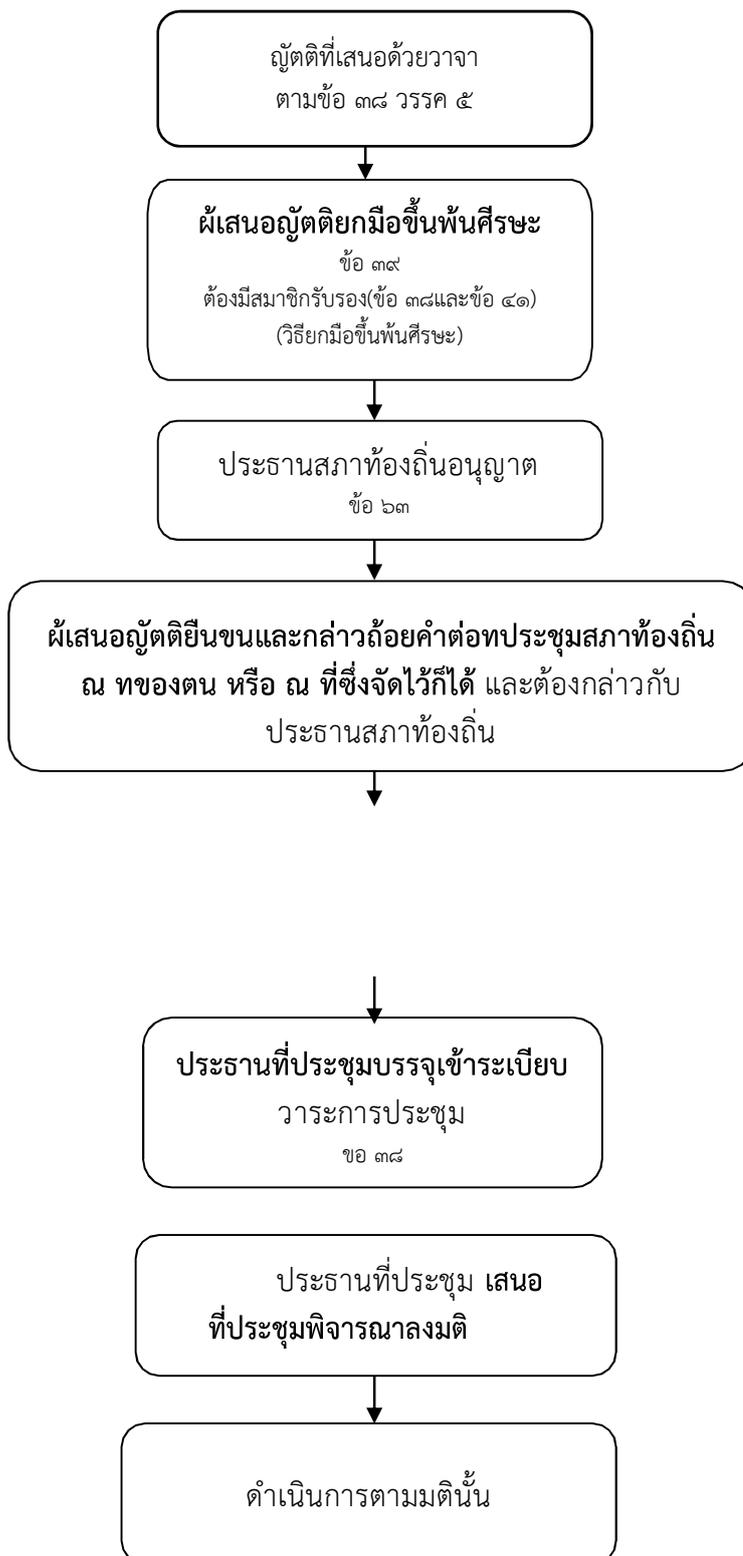 ญัตติที่เสนอด้วยวาจา
ตามข้อ ๓๘ วรรค ๕
ผ้เสนอญัตติยกมือขึ้นพ้นศีรษะ
ข้อ ๓๙
ต้องมีสมาชิกรับรอง(ข้อ ๓๘และข้อ ๔๑)
(วิธียกมือขึ้นพ้นศีรษะ)
ประธานสภาท้องถิ่นอนุญาต
ข้อ ๖๓
ผ้เสนอญัตติยืนขนและกล่าวถ้อยคำต่อทประชุมสภาท้องถิ่น
ณ ทของตน หรือ ณ ที่ซึ่งจัดไว้ก็ได้ และต้องกล่าวกับ
ประธานสภาท้องถิ่น
ประธานที่ประชุมบรรจุเข้าระเบียบ
วาระการประชุม
ขอ ๓๘
ประธานที่ประชุม เสนอ
ที่ประชุมพิจารณาลงมติ
ดำเนินการตามมตินั้น